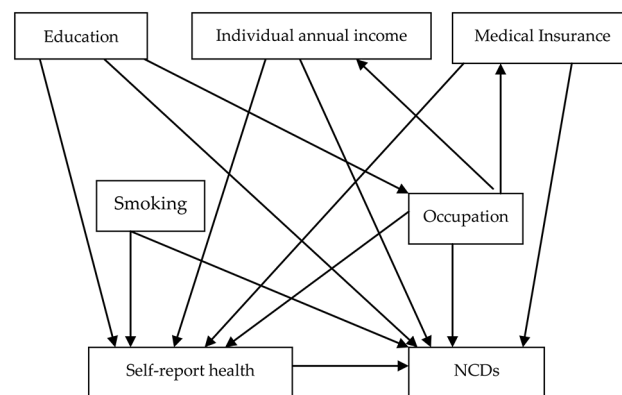 Education
Individual annual income
Medical Insurance
Smoking
Occupation
Self-report health
NCDs